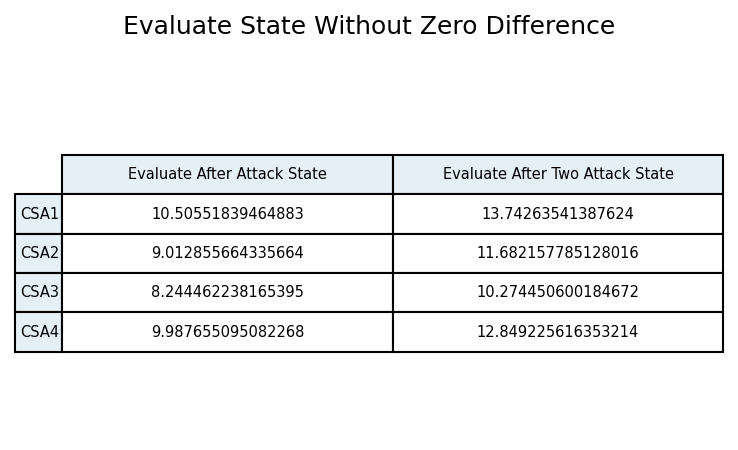 Evaluate State Without Zero Difference
Evaluate After Attack State Evaluate After Two Attack State
CSA1 10.50551839464883 13.74263541387624
CSA2 9.012855664335664 11.682157785128016
CSA3 8.244462238165395 10.274450600184672
CSA4 9.987655095082268 12.849225616353214